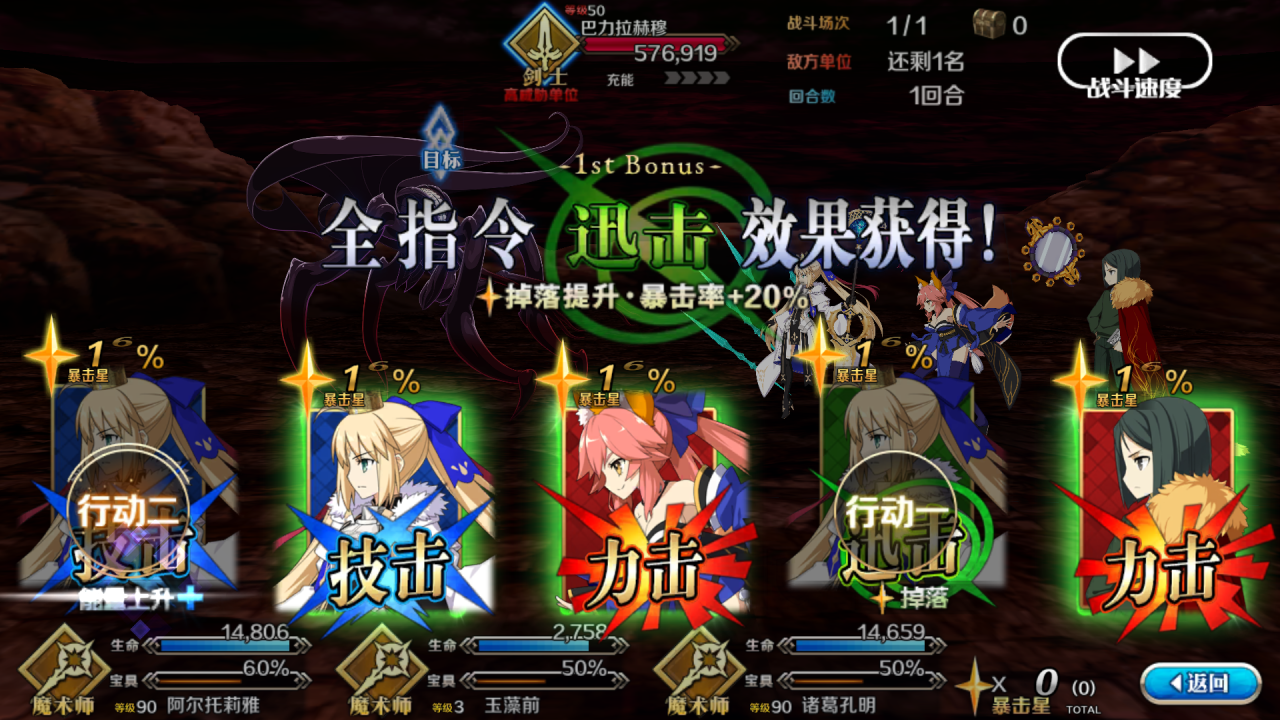 等级50
巴力拉赫穆
576,919
剑士
充能
高威胁单位
战斗场次 1/1 0
敌方单位 还剩1名
回合数 1回合
战斗速度
目标
1st Bonus
全指令 迅击 效果获得!
掉落提升·暴击率+20%
1 %
暴击星
1 %
暴击星
1 %
暴击星
1 %
暴击星
1 %
暴击星
行动二
技击
能量上升
技击
力击
行动一
迅击
掉落
力击
生命 14,806
宝具 60%
魔术师 等级90 阿尔托莉雅
生命 2,758
宝具 50%
魔术师 等级3 玉藻前
生命 14,659
宝具 50%
魔术师 等级90 诸葛孔明
X 0 (0)
暴击星 TOTAL
返回